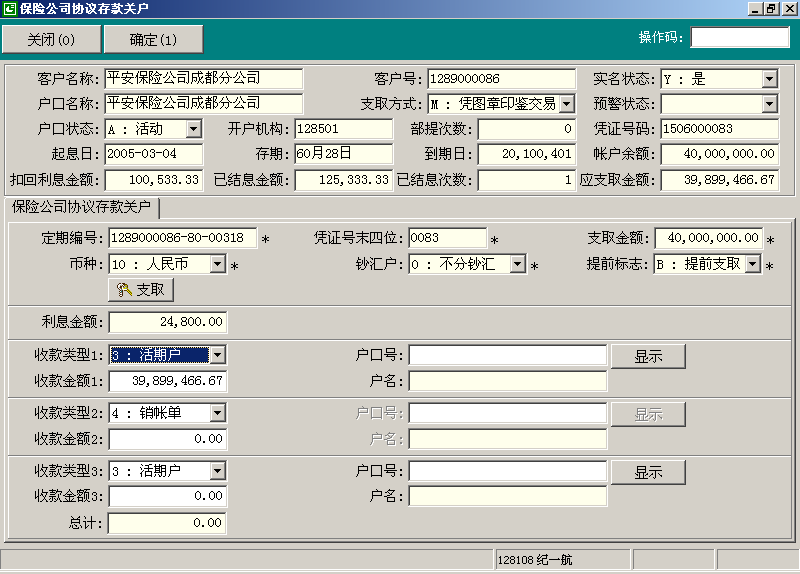 保险公司协议存款关户
关闭(0) 确定(1) 操作码:
客户名称: 平安保险公司成都分公司 客户号: 1289000086 实名状态: Y : 是
户口名称: 平安保险公司成都分公司 支取方式: M : 凭图章印鉴交易 预警状态:
户口状态: A : 活动 开户机构: 128501 部提次数: 0 凭证号码: 1506000083
起息日: 2005-03-04 存期: 60月28日 到期日: 20,100,401 帐户余额: 40,000,000.00
扣回利息金额: 100,533.33 已结息金额: 125,333.33 已结息次数: 1 应支取金额: 39,899,466.67
保险公司协议存款关户
定期编号: 1289000086-80-00318 * 凭证号末四位: 0083 * 支取金额: 40,000,000.00 *
币种: 10 : 人民币 * 钞汇户: 0 : 不分钞汇 * 提前标志: B : 提前支取 *
支取
利息金额: 24,800.00
收款类型1: 3 : 活期户 户口号: 显示
收款金额1: 39,899,466.67 户名:
收款类型2: 4 : 销帐单 户口号: 显示
收款金额2: 0.00 户名:
收款类型3: 3 : 活期户 户口号: 显示
收款金额3: 0.00 户名:
总计: 0.00
128108 纪一航